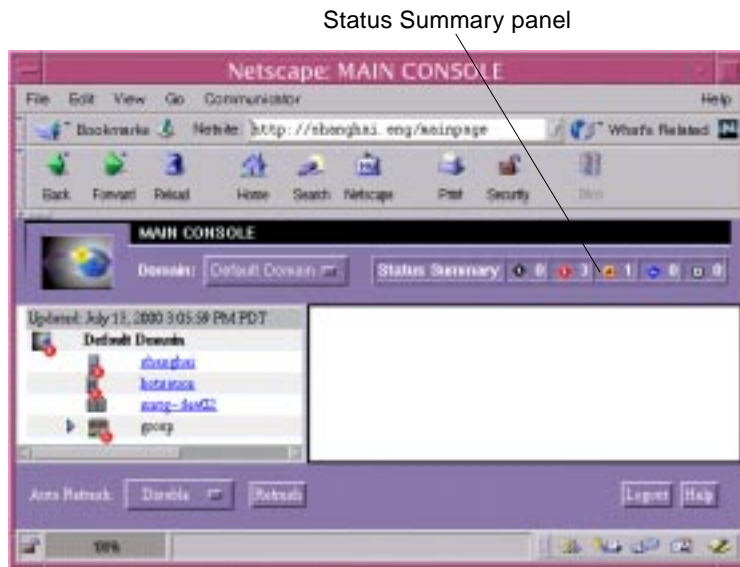 Status Summary panel
Netscape: MAIN CONSOLE
File Edit View Go Communicator Help
Bookmarks Netsite: http://shanghai.eng/mainpage What's Related
Back Forward Reload Home Search Netscape Print Security Stop
MAIN CONSOLE
Domain: Default Domain Status Summary 0 3 1 0 0
Updated: July 13, 2000 3:05:59 PM PDT
Default Domain
shanghai
group
Auto Refresh: Disable Refresh Logout Help
100%